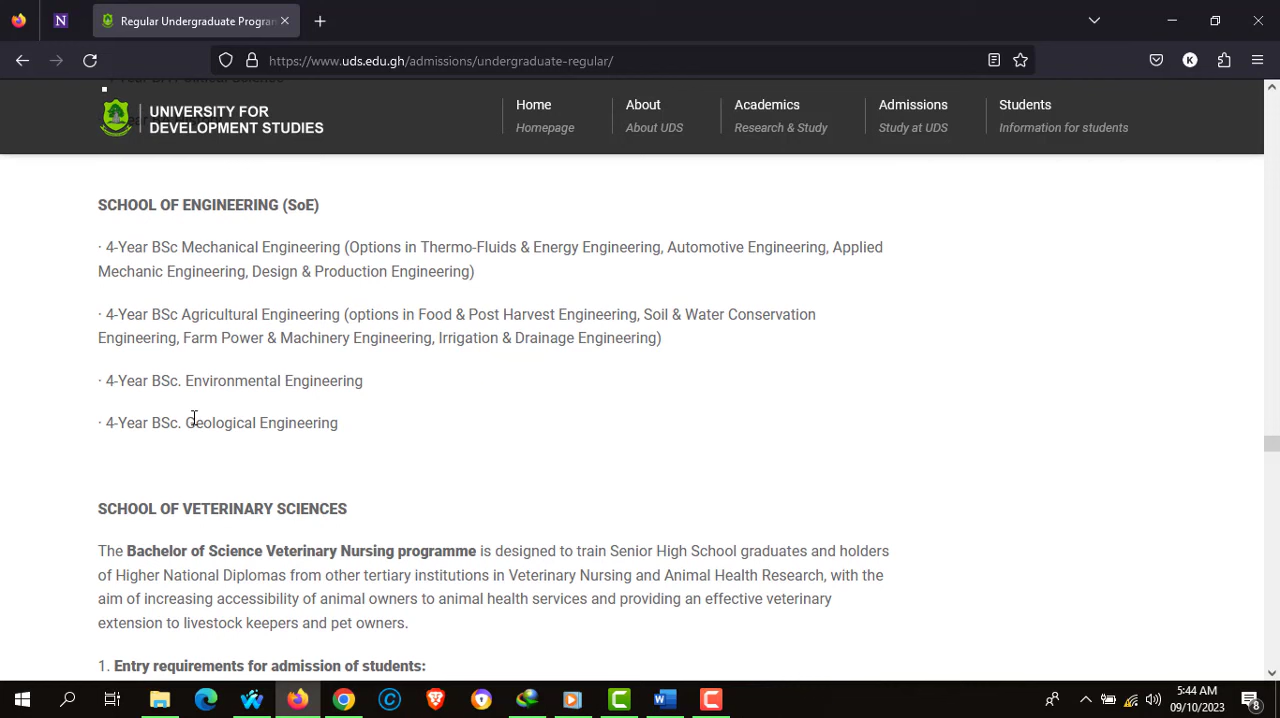 N
Regular Undergraduate Progran
https://www.uds.edu.gh/admissions/undergraduate-regular/
K
UNIVERSITY FOR
DEVELOPMENT STUDIES
Home
Homepage
About
About UDS
Academics
Research & Study
Admissions
Study at UDS
Students
Information for students
SCHOOL OF ENGINEERING (SoE)
· 4-Year BSc Mechanical Engineering (Options in Thermo-Fluids & Energy Engineering, Automotive Engineering, Applied
Mechanic Engineering, Design & Production Engineering)
· 4-Year BSc Agricultural Engineering (options in Food & Post Harvest Engineering, Soil & Water Conservation
Engineering, Farm Power & Machinery Engineering, Irrigation & Drainage Engineering)
· 4-Year BSc. Environmental Engineering
· 4-Year BSc. Geological Engineering
SCHOOL OF VETERINARY SCIENCES
The Bachelor of Science Veterinary Nursing programme is designed to train Senior High School graduates and holders
of Higher National Diplomas from other tertiary institutions in Veterinary Nursing and Animal Health Research, with the
aim of increasing accessibility of animal owners to animal health services and providing an effective veterinary
extension to livestock keepers and pet owners.
1. Entry requirements for admission of students:
5:44 AM
09/10/2023
8